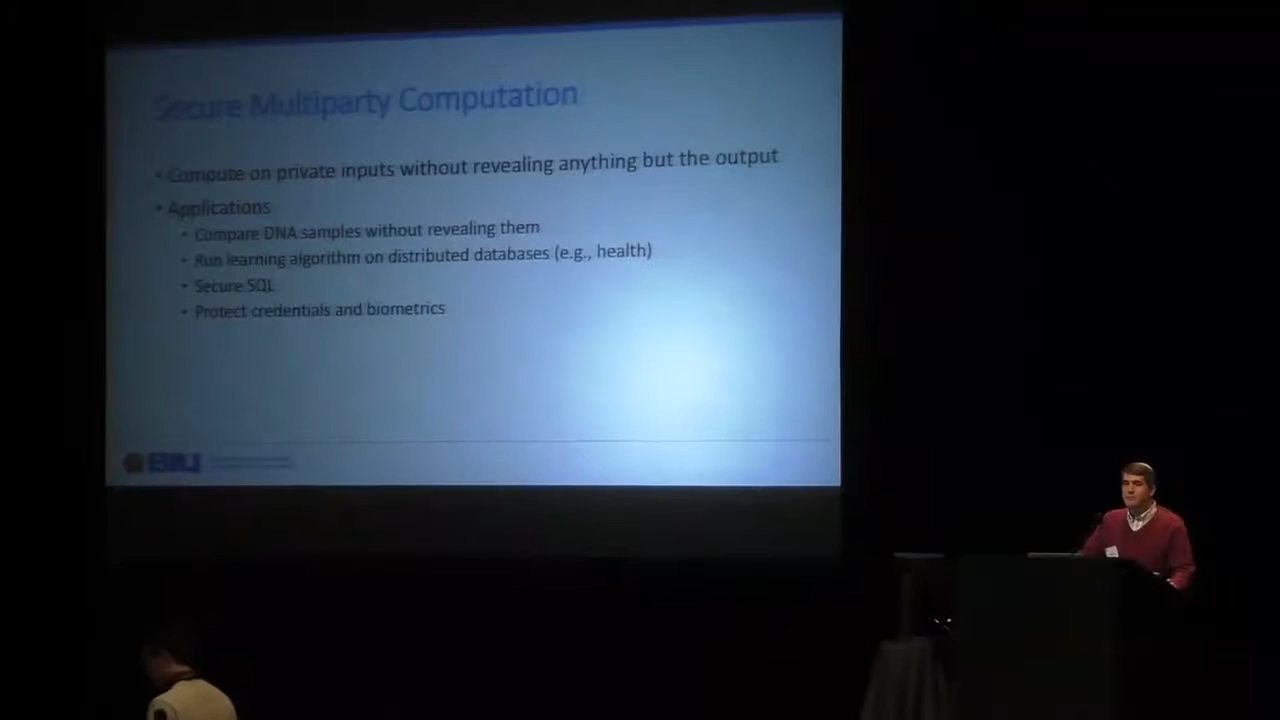 Secure Multiparty Computation
• Compute on private inputs without revealing anything but the output
• Applications
• Compare DNA samples without revealing them
• Run learning algorithm on distributed databases (e.g., health)
• Secure SQL
• Protect credentials and biometrics
BIU